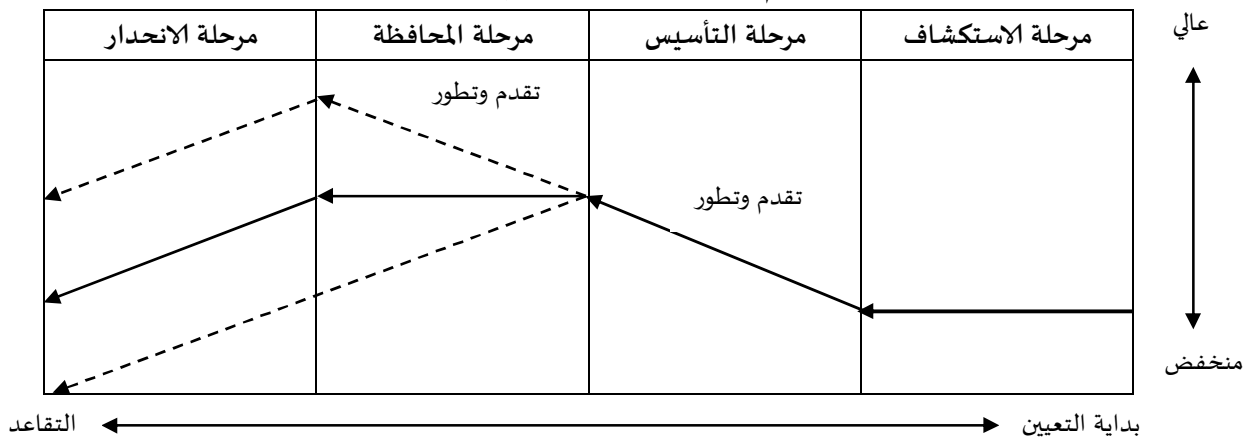 عالي
مرحلة الاستكشاف
مرحلة التأسيس
مرحلة المحافظة
مرحلة الانحدار
تقدم وتطور
تقدم وتطور
منخفض
بداية التعيين
التقاعد